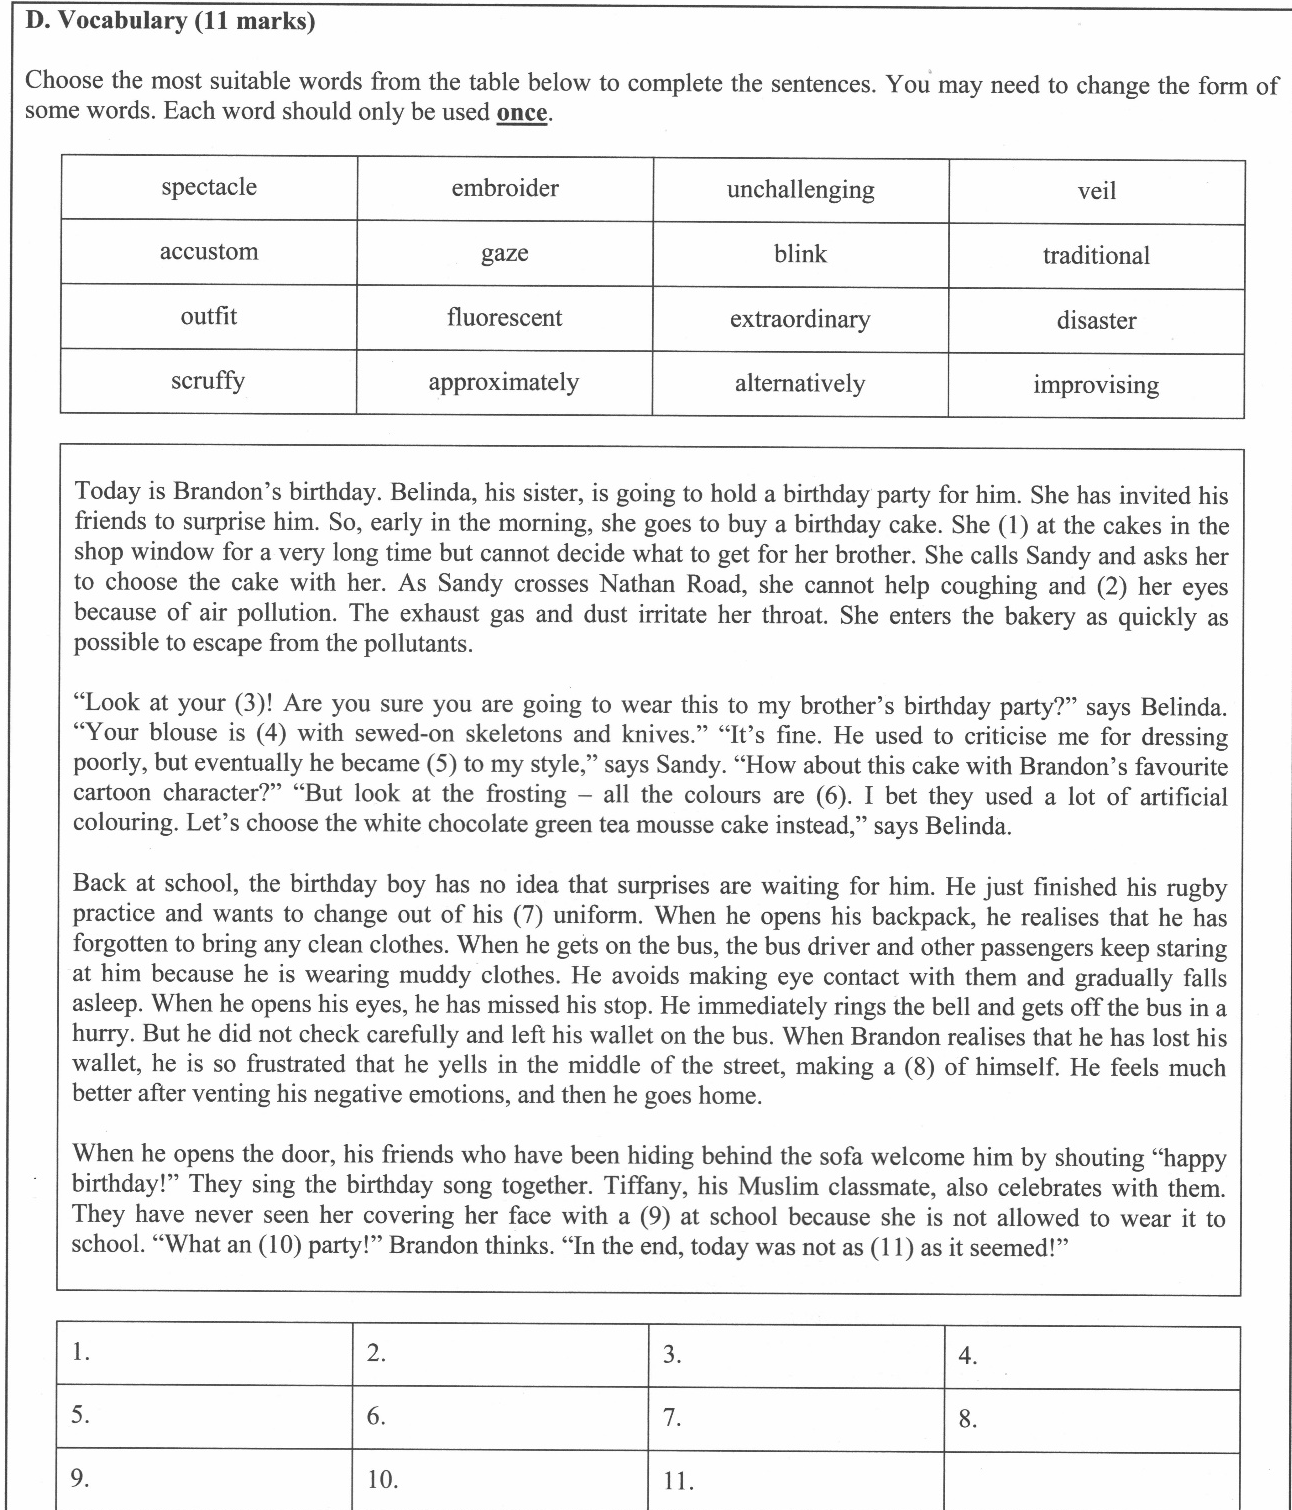 D. Vocabulary (11 marks)
Choose the most suitable words from the table below to complete the sentences. You may need to change the form of
some words. Each word should only be used once.
spectacle embroider unchallenging veil
accustom gaze blink traditional
outfit fluorescent extraordinary disaster
scruffy approximately alternatively improvising
Today is Brandon's birthday. Belinda, his sister, is going to hold a birthday party for him. She has invited his
friends to surprise him. So, early in the morning, she goes to buy a birthday cake. She (1) at the cakes in the
shop window for a very long time but cannot decide what to get for her brother. She calls Sandy and asks her
to choose the cake with her. As Sandy crosses Nathan Road, she cannot help coughing and (2) her eyes
because of air pollution. The exhaust gas and dust irritate her throat. She enters the bakery as quickly as
possible to escape from the pollutants.
“Look at your (3)! Are you sure you are going to wear this to my brother's birthday party?” says Belinda.
“Your blouse is (4) with sewed-on skeletons and knives.” “It's fine. He used to criticise me for dressing
poorly, but eventually he became (5) to my style,” says Sandy. “How about this cake with Brandon's favourite
cartoon character?” “But look at the frosting – all the colours are (6). I bet they used a lot of artificial
colouring. Let's choose the white chocolate green tea mousse cake instead,” says Belinda.
Back at school, the birthday boy has no idea that surprises are waiting for him. He just finished his rugby
practice and wants to change out of his (7) uniform. When he opens his backpack, he realises that he has
forgotten to bring any clean clothes. When he gets on the bus, the bus driver and other passengers keep staring
at him because he is wearing muddy clothes. He avoids making eye contact with them and gradually falls
asleep. When he opens his eyes, he has missed his stop. He immediately rings the bell and gets off the bus in a
hurry. But he did not check carefully and left his wallet on the bus. When Brandon realises that he has lost his
wallet, he is so frustrated that he yells in the middle of the street, making a (8) of himself. He feels much
better after venting his negative emotions, and then he goes home.
When he opens the door, his friends who have been hiding behind the sofa welcome him by shouting “happy
birthday!” They sing the birthday song together. Tiffany, his Muslim classmate, also celebrates with them.
They have never seen her covering her face with a (9) at school because she is not allowed to wear it to
school. “What an (10) party!” Brandon thinks. “In the end, today was not as (11) as it seemed!”
1. 2. 3. 4.
5. 6. 7. 8.
9. 10. 11.